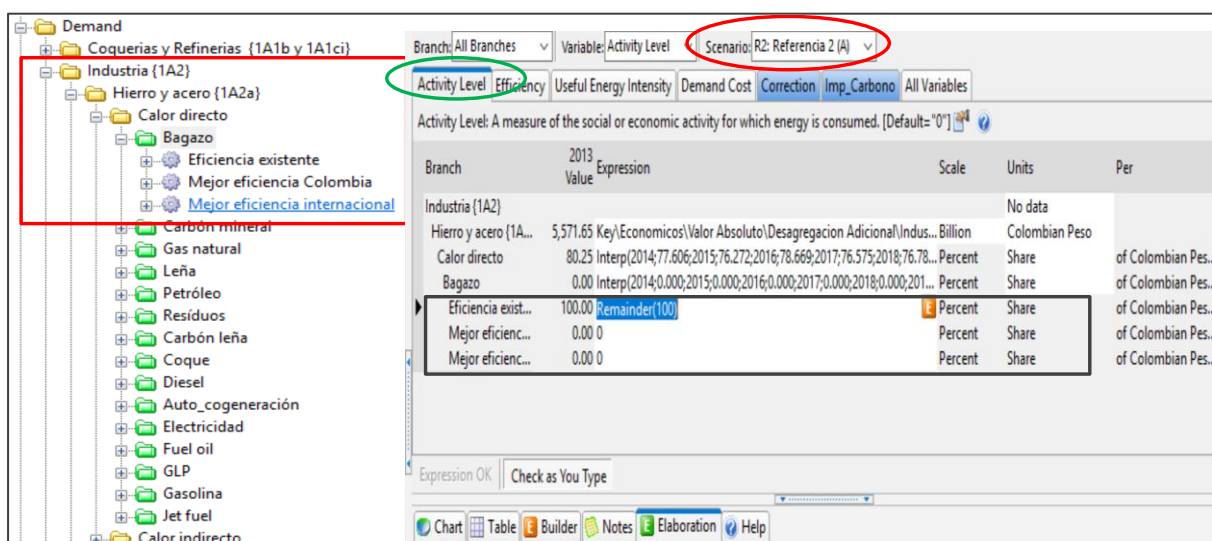 Demand
Coquerias y Refinerias {1A1b y 1A1ci}
Industria {1A2}
Hierro y acero {1A2a}
Calor directo
Bagazo
Eficiencia existente
Mejor eficiencia Colombia
Mejor eficiencia internacional
Carbón mineral
Gas natural
Leña
Petróleo
Resíduos
Carbón leña
Coque
Diesel
Auto_cogeneración
Electricidad
Fuel oil
GLP
Gasolina
Jet fuel
Calor indirecto
Branch: All Branches Variable: Activity Level Scenario: R2: Referencia 2 (A)
Activity Level Efficiency Useful Energy Intensity Demand Cost Correction Imp_Carbono All Variables
Activity Level: A measure of the social or economic activity for which energy is consumed. [Default="0"]
Branch 2013 Value Expression Scale Units Per
Industria {1A2} No data
Hierro y acero {1A... 5,571.65 Key\Economicos\Valor Absoluto\Desagregacion Adicional\Indus... Billion Colombian Peso
Calor directo 80.25 Interp(2014;77.606;2015;76.272;2016;78.669;2017;76.575;2018;76.78... Percent Share of Colombian Pes..
Bagazo 0.00 Interp(2014;0.000;2015;0.000;2016;0.000;2017;0.000;2018;0.000;201... Percent Share of Colombian Pes..
Eficiencia exist... 100.00 Remainder(100) E Percent Share of Colombian Pes..
Mejor eficienc... 0.00 0 Percent Share of Colombian Pes..
Mejor eficienc... 0.00 0 Percent Share of Colombian Pes..
Expression OK Check as You Type
Chart Table E Builder Notes E Elaboration Help